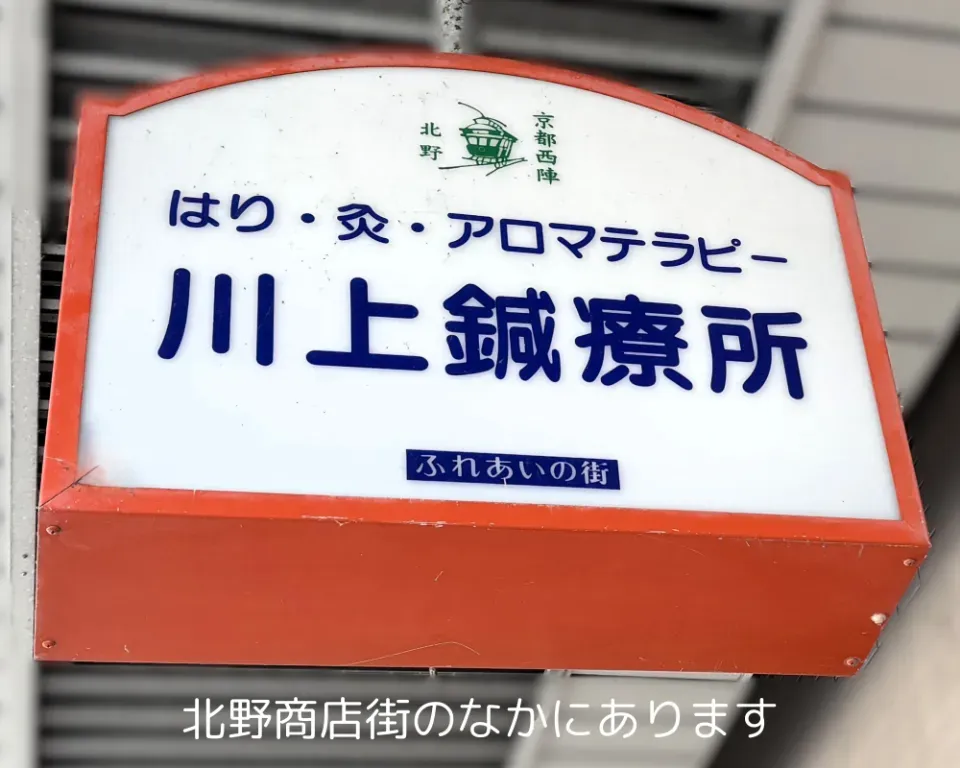 北野
京都西陣
はり・灸・アロマテラピー
川上鍼療所
ふれあいの街
北野商店街のなかにあります